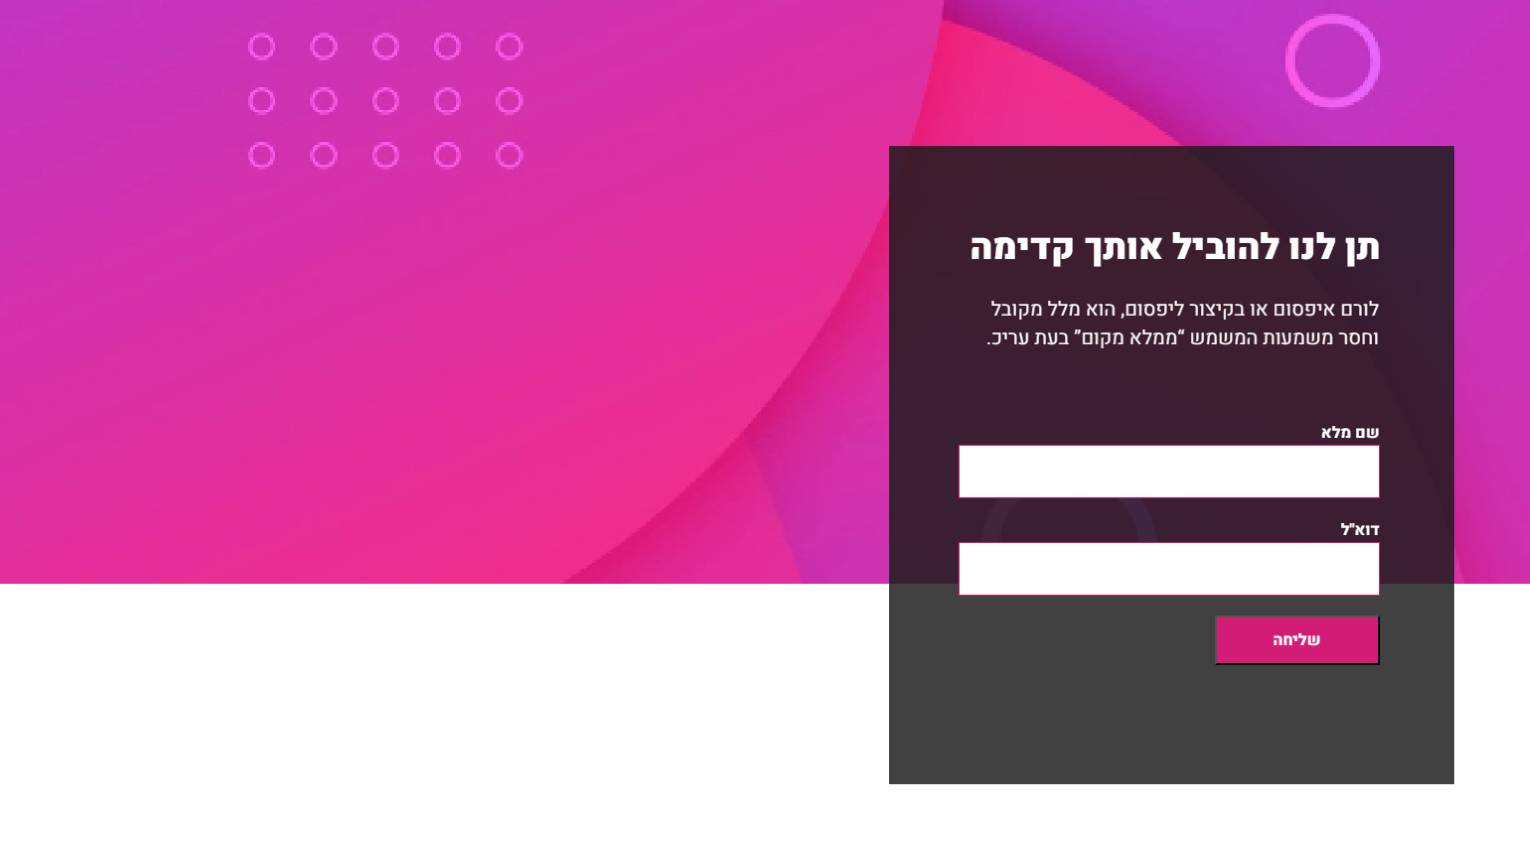 תן לנו להוביל אותך קדימה
לורם איפסום או בקיצור ליפסום, הוא מלל מקובל
וחסר משמעות המשמש “ממלא מקום” בעת עריכ.
שם מלא
דוא"ל
שליחה